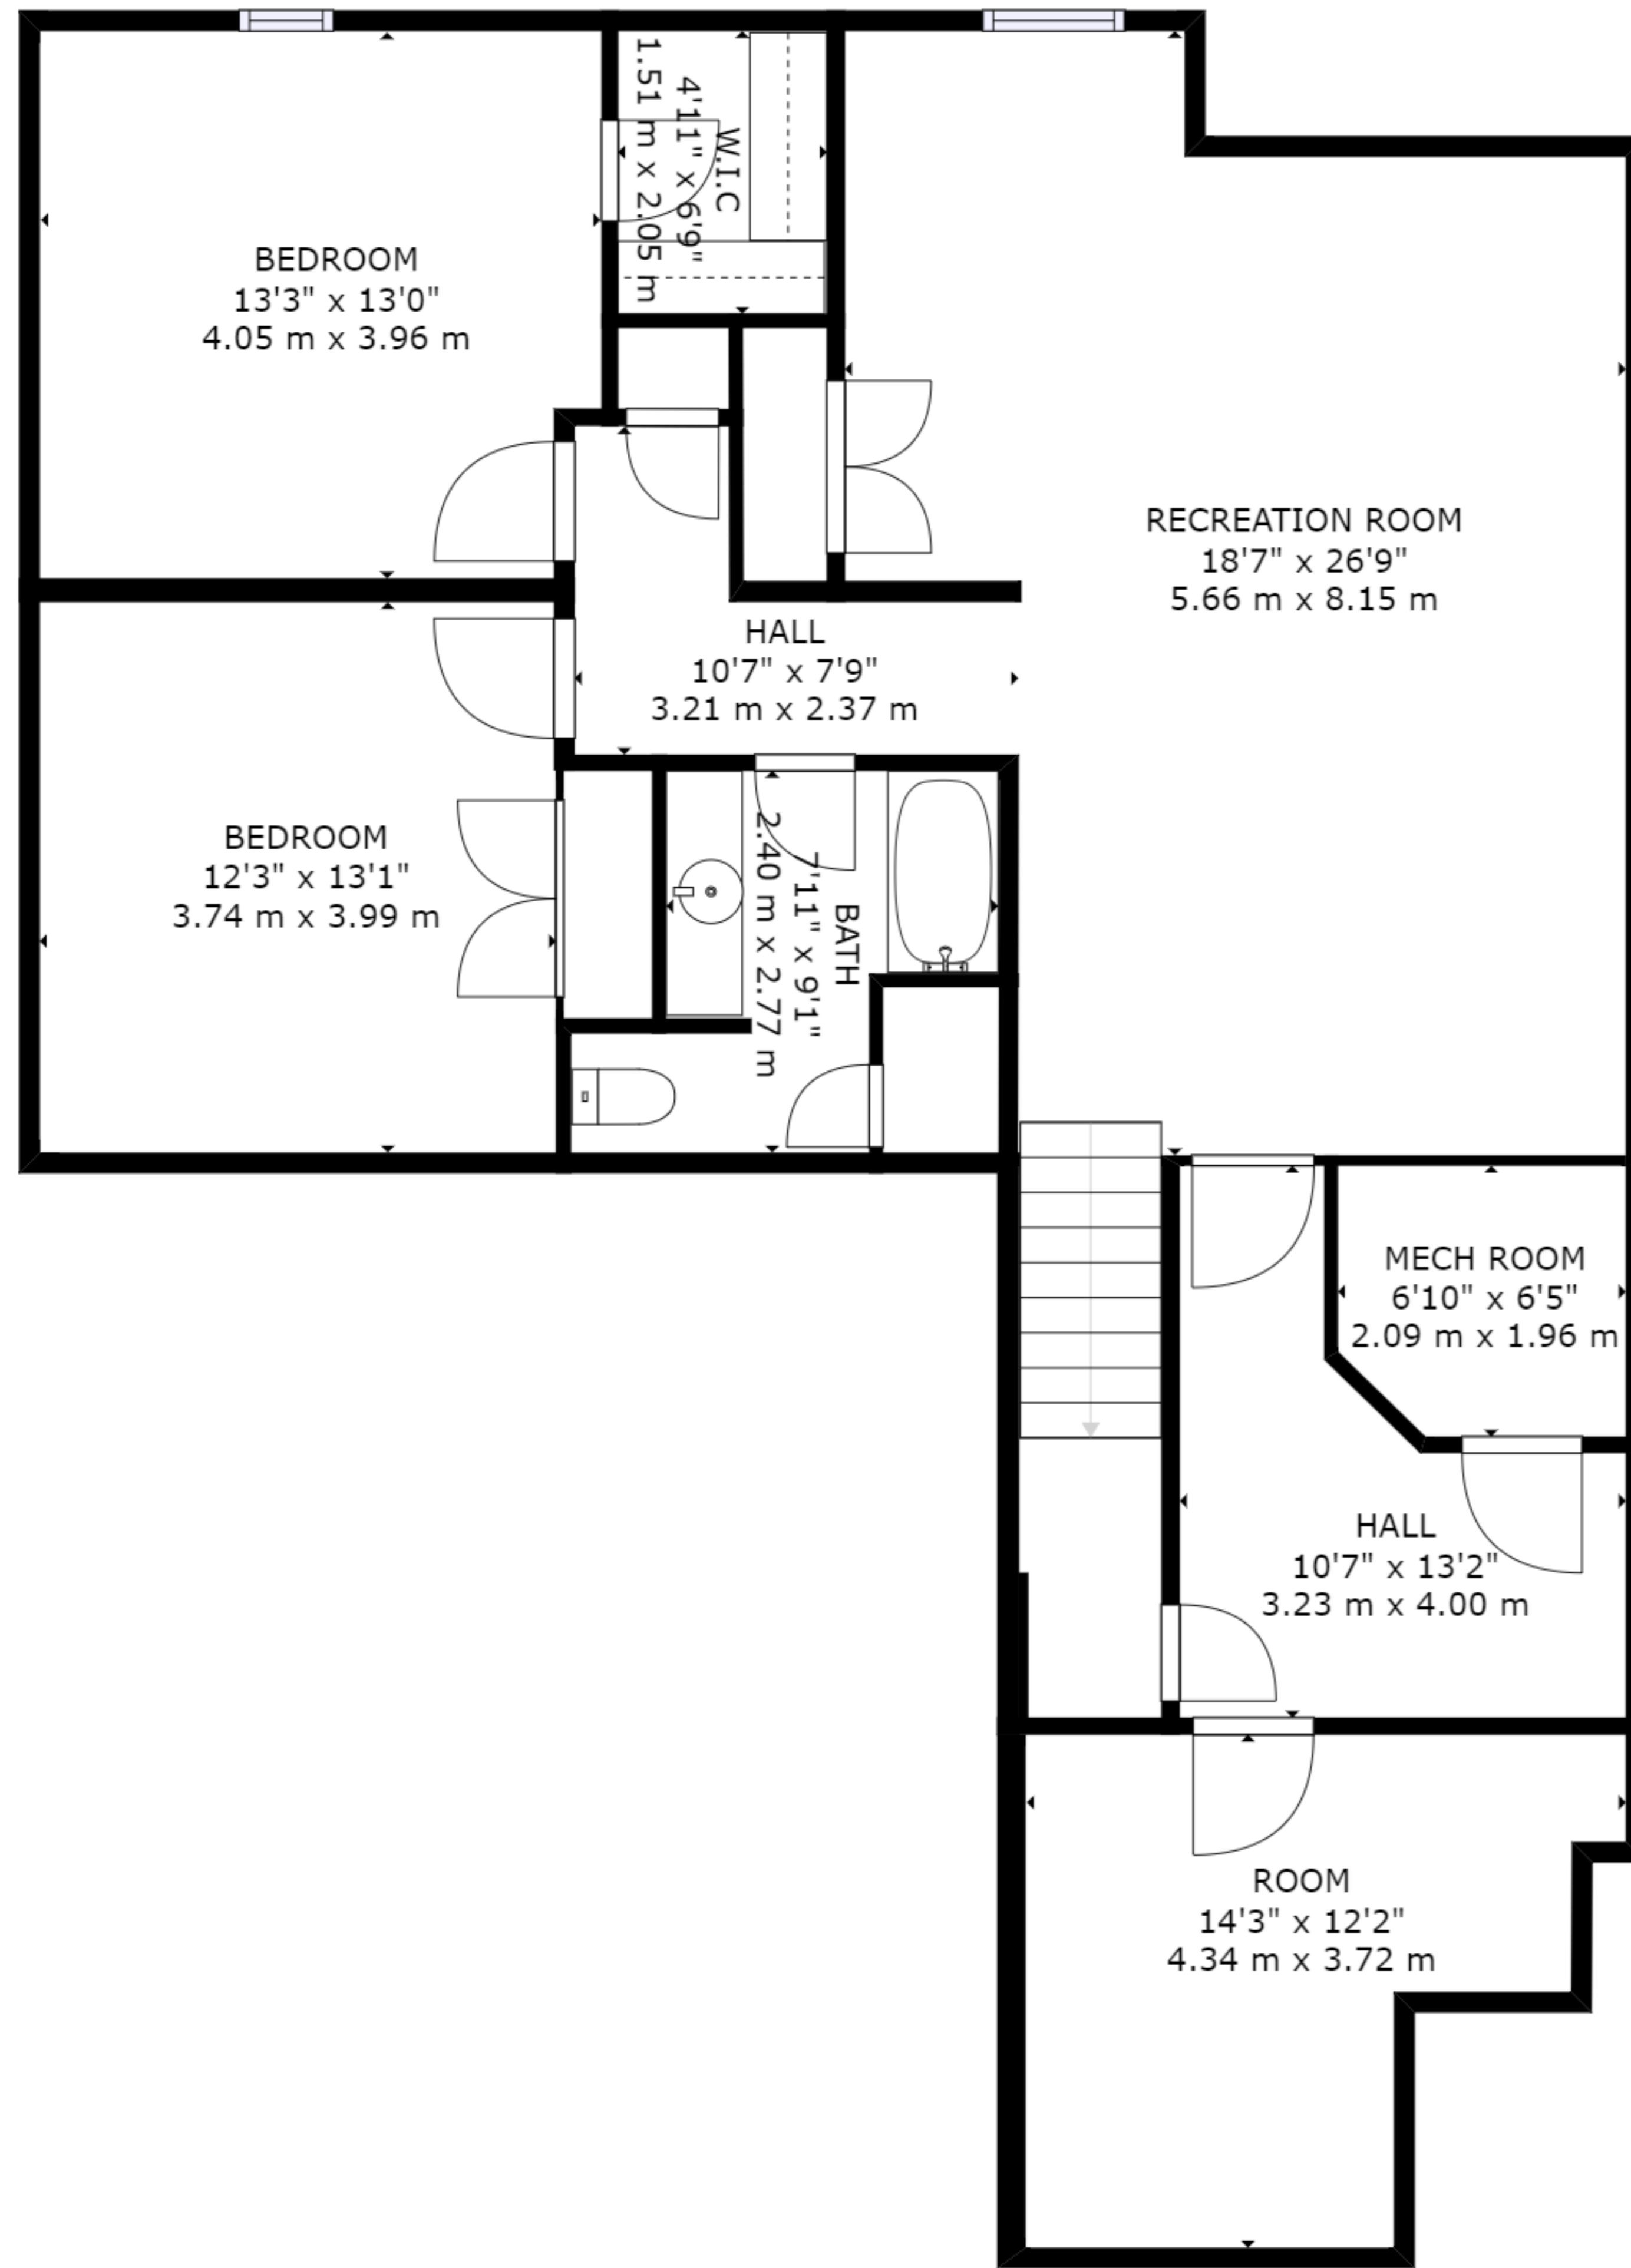 W.I.C
4'11" x 6'9"
1.51 m x 2.05 m
BEDROOM
13'3" x 13'0"
4.05 m x 3.96 m
RECREATION ROOM
18'7" x 26'9"
5.66 m x 8.15 m
HALL
10'7" x 7'9"
3.21 m x 2.37 m
BEDROOM
12'3" x 13'1"
3.74 m x 3.99 m
BATH
7'11" x 9'1"
2.40 m x 2.77 m
MECH ROOM
6'10" x 6'5"
2.09 m x 1.96 m
HALL
10'7" x 13'2"
3.23 m x 4.00 m
ROOM
14'3" x 12'2"
4.34 m x 3.72 m